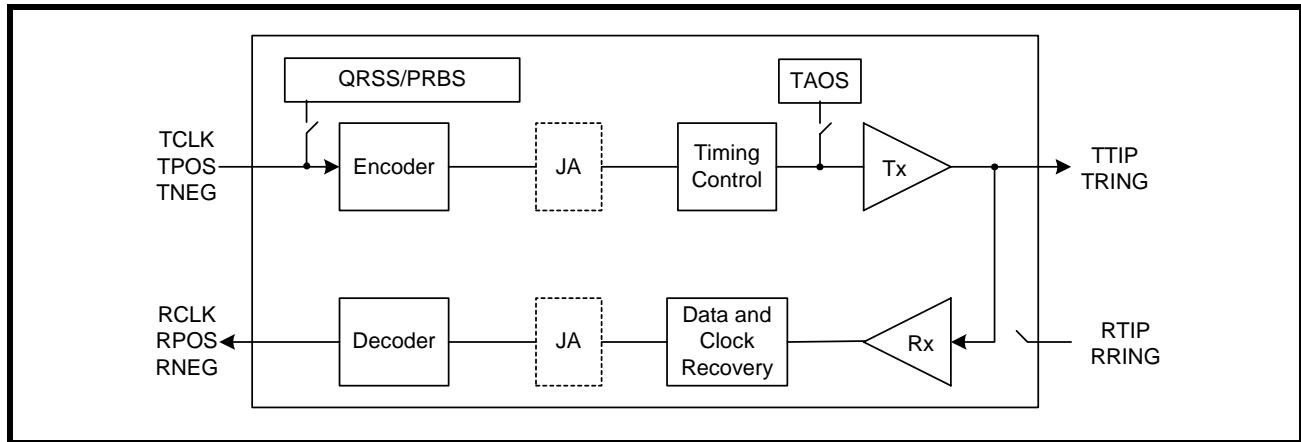 QRSS/PRBS
TAOS
TCLK
TPOS
TNEG
Encoder
JA
Timing
Control
Tx
TTIP
TRING
RCLK
RPOS
RNEG
Decoder
JA
Data and
Clock
Recovery
Rx
RTIP
RRING